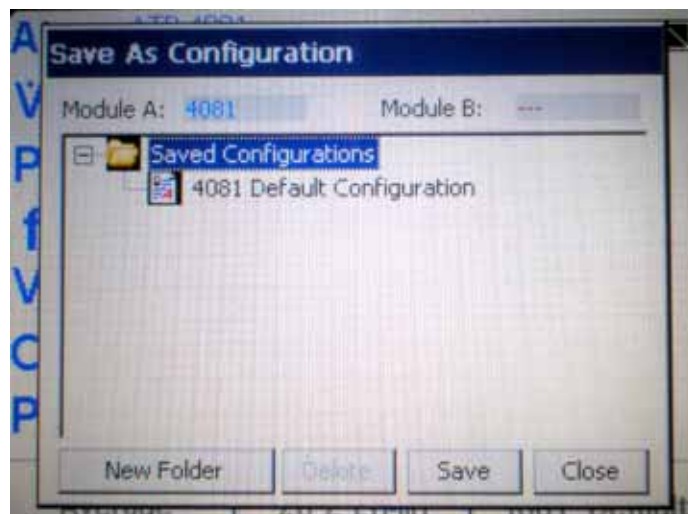 A
Save As Configuration
V
Module A: 4081 Module B: ---
P
Saved Configurations
4081 Default Configuration
f
V
C
P
New Folder Delete Save Close